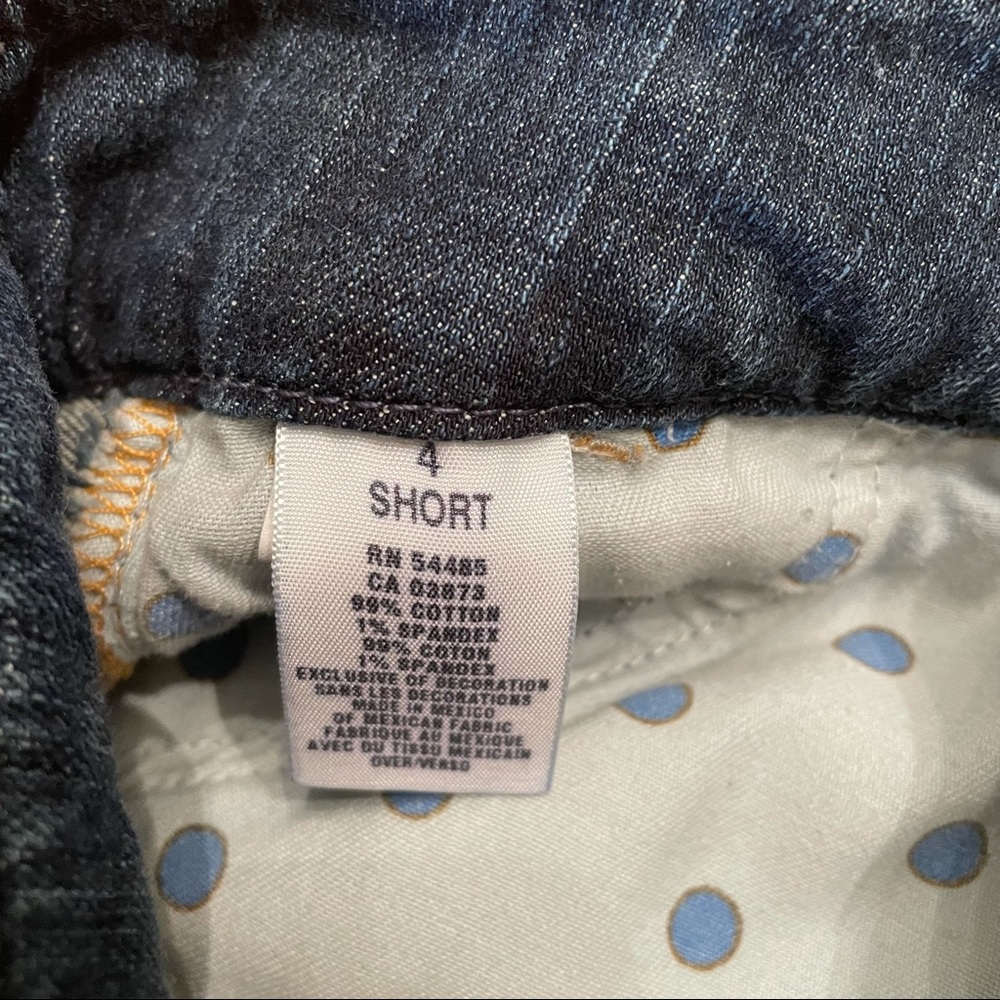 4
SHORT
RN 54485
CA 03873
99% COTTON
1% SPANDEX
99% COTON
1% SPANDEX
EXCLUSIVE OF DECORATION
SANS LES DECORATIONS
MADE IN MEXICO
OF MEXICAN FABRIC
FABRIQUE AU MEXIQUE
AVEC DU TISSU MEXICAIN
OVER/VERSO